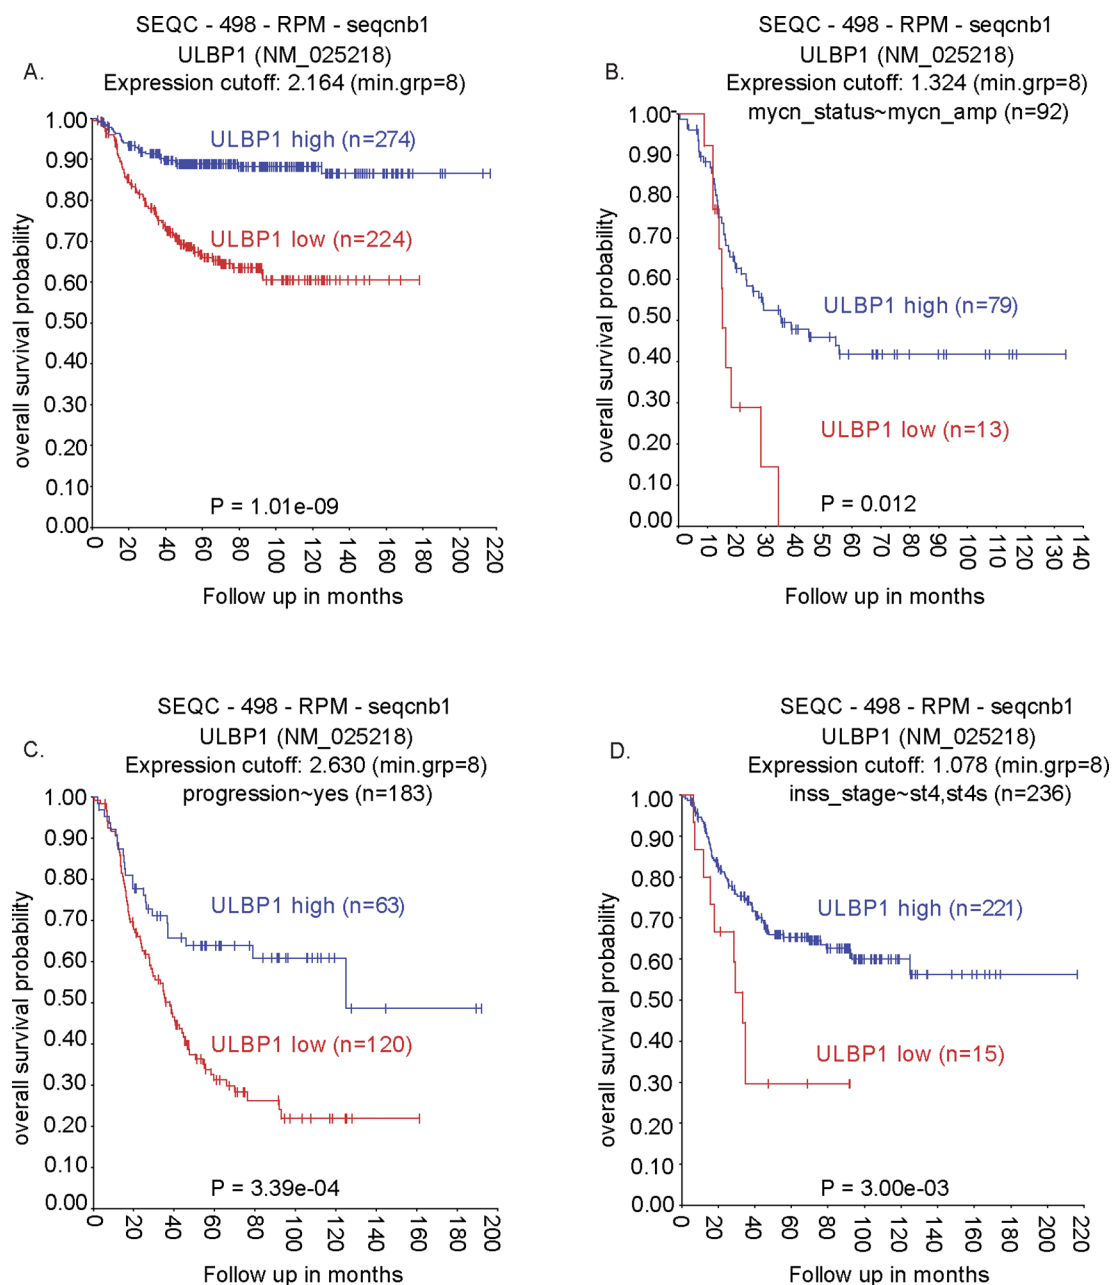 SEQC - 498 - RPM - seqcnb1
ULBP1 (NM_025218)
A.
Expression cutoff: 2.164 (min.grp=8)
1.00
0.90
0.80
0.70
0.60
0.50
0.40
0.30
0.20
0.10
0.00
overall survival probability
ULBP1 high (n=274)
ULBP1 low (n=224)
P = 1.01e-09
0 20 40 60 80 100 120 140 160 180 200 220
Follow up in months
SEQC - 498 - RPM - seqcnb1
ULBP1 (NM_025218)
B.
Expression cutoff: 1.324 (min.grp=8)
mycn_status~mycn_amp (n=92)
1.00
0.90
0.80
0.70
0.60
0.50
0.40
0.30
0.20
0.10
0.00
overall survival probability
ULBP1 high (n=79)
ULBP1 low (n=13)
P = 0.012
0 10 20 30 40 50 60 70 80 90 100 110 120 130 140
Follow up in months
SEQC - 498 - RPM - seqcnb1
ULBP1 (NM_025218)
C.
Expression cutoff: 2.630 (min.grp=8)
progression~yes (n=183)
1.00
0.90
0.80
0.70
0.60
0.50
0.40
0.30
0.20
0.10
0.00
overall survival probability
ULBP1 high (n=63)
ULBP1 low (n=120)
P = 3.39e-04
0 20 40 60 80 100 120 140 160 180 200
Follow up in months
SEQC - 498 - RPM - seqcnb1
ULBP1 (NM_025218)
D.
Expression cutoff: 1.078 (min.grp=8)
inss_stage~st4,st4s (n=236)
1.00
0.90
0.80
0.70
0.60
0.50
0.40
0.30
0.20
0.10
0.00
overall survival probability
ULBP1 high (n=221)
ULBP1 low (n=15)
P = 3.00e-03
0 20 40 60 80 100 120 140 160 180 200 220
Follow up in months